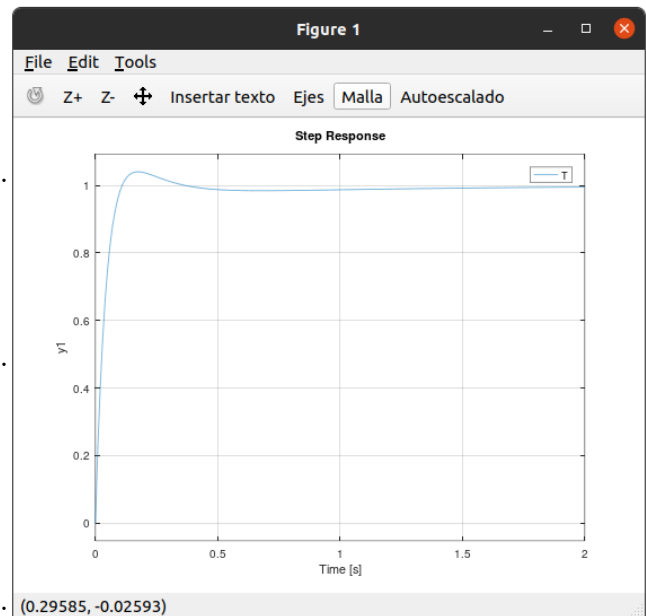 Figure 1
File Edit Tools
Z+ Z- Insertar texto Ejes Malla Autoescalado
Step Response
T
1
0.8
0.6
y1
0.4
0.2
0
0 0.5 1 1.5 2
Time [s]
(0.29585, -0.02593)